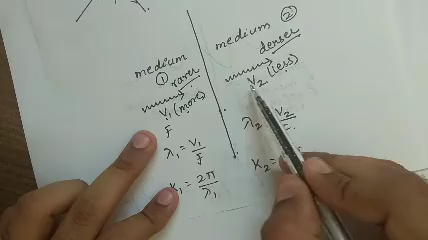 medium
① rarer
V₁ (more)
f
λ₁ = V₁/f
K₁ = 2π/λ₁
medium ②
denser
V₂ (less)
λ₂ = V₂
K₂ =